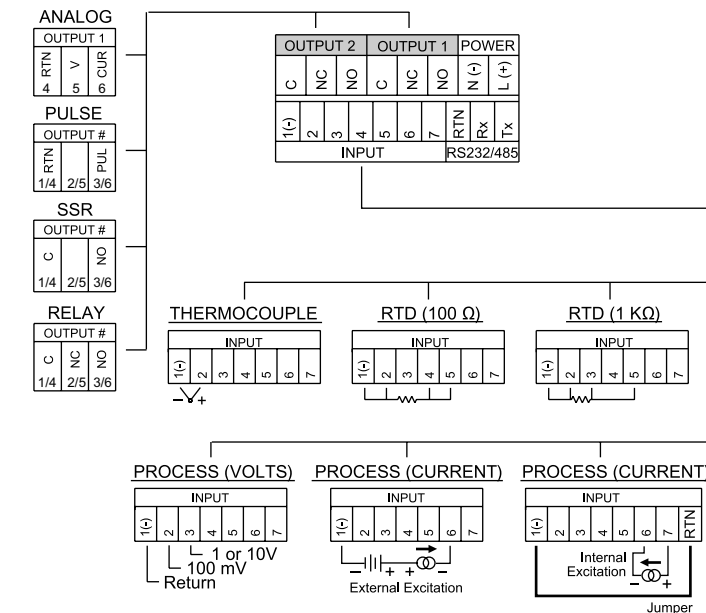 ANALOG
OUTPUT 1
RTN V CUR
4 5 6
PULSE
OUTPUT #
RTN PUL
1/4 2/5 3/6
SSR
OUTPUT #
C NO
1/4 2/5 3/6
RELAY
OUTPUT #
C NC NO
1/4 2/5 3/6
OUTPUT 2 OUTPUT 1 POWER
C NC NO C NC NO N (-) L (+)
1(-) 2 3 4 5 6 7 RTN Rx Tx
INPUT RS232/485
THERMOCOUPLE
INPUT
1(-) 2 3 4 5 6 7
− +
RTD (100 Ω)
INPUT
1(-) 2 3 4 5 6 7
RTD (1 KΩ)
INPUT
1(-) 2 3 4 5 6 7
PROCESS (VOLTS)
INPUT
1(-) 2 3 4 5 6 7
1 or 10V
100 mV
Return
PROCESS (CURRENT)
INPUT
1(-) 2 3 4 5 6 7
− + + −
External Excitation
PROCESS (CURRENT)
INPUT
1(-) 2 3 4 5 6 7 RTN
Internal
Excitation
− +
Jumper